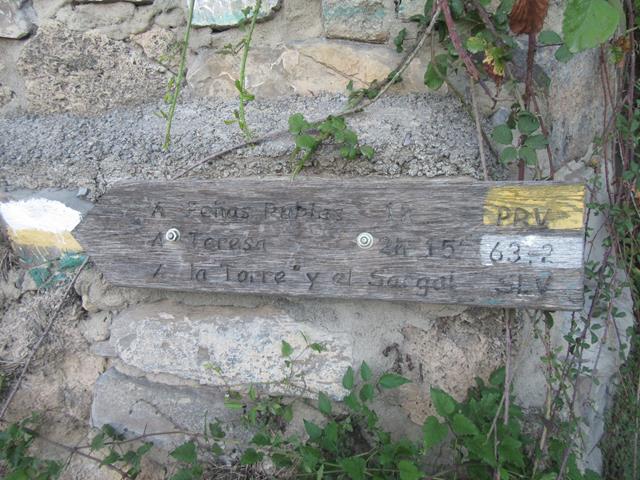 A Peñas Rubias 1h PRV
A Teresa 2h 15" 63.2
A la Torre y el Sargal SLV